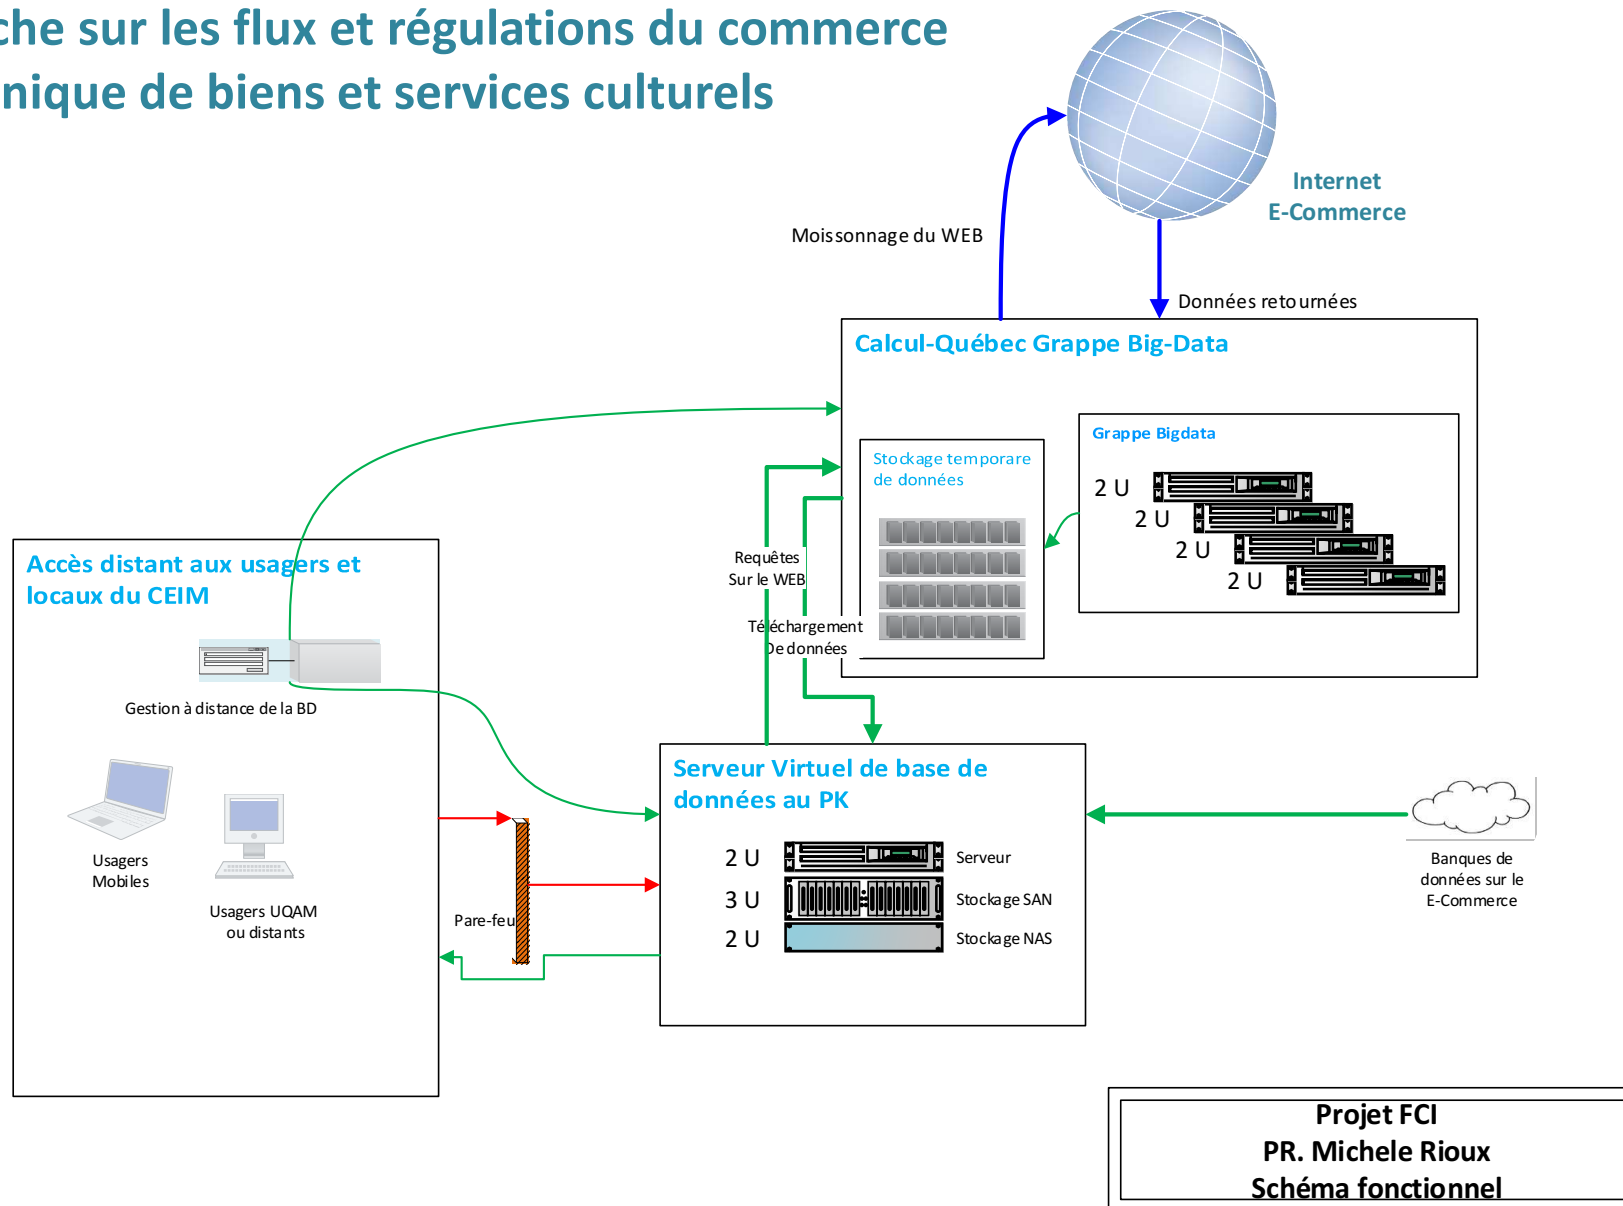 che sur les flux et régulations du commerce
nique de biens et services culturels
Internet
E-Commerce
Moissonnage du WEB
Données retournées
Calcul-Québec Grappe Big-Data
Grappe Bigdata
Stockage temporare
de données
2 U
2 U
2 U
2 U
Requêtes
Sur le WEB
Téléchargement
De données
Accès distant aux usagers et
locaux du CEIM
Gestion à distance de la BD
Usagers
Mobiles
Usagers UQAM
ou distants
Pare-feu
Serveur Virtuel de base de
données au PK
2 U
Serveur
3 U
Stockage SAN
2 U
Stockage NAS
Banques de
données sur le
E-Commerce
Projet FCI
PR. Michele Rioux
Schéma fonctionnel